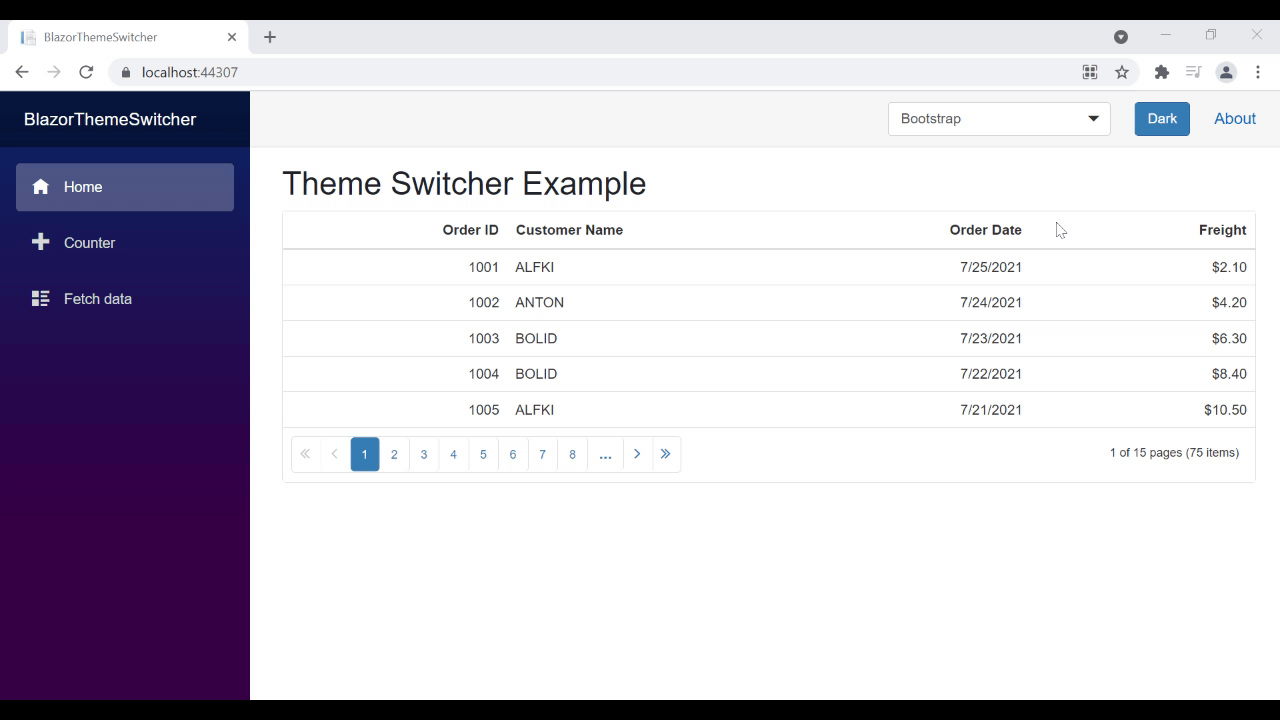 BlazorThemeSwitcher
localhost:44307
BlazorThemeSwitcher
Bootstrap
Dark
About
Home
Counter
Fetch data
Theme Switcher Example
Order ID Customer Name Order Date Freight
1001 ALFKI 7/25/2021 $2.10
1002 ANTON 7/24/2021 $4.20
1003 BOLID 7/23/2021 $6.30
1004 BOLID 7/22/2021 $8.40
1005 ALFKI 7/21/2021 $10.50
1 2 3 4 5 6 7 8 ... 1 of 15 pages (75 items)